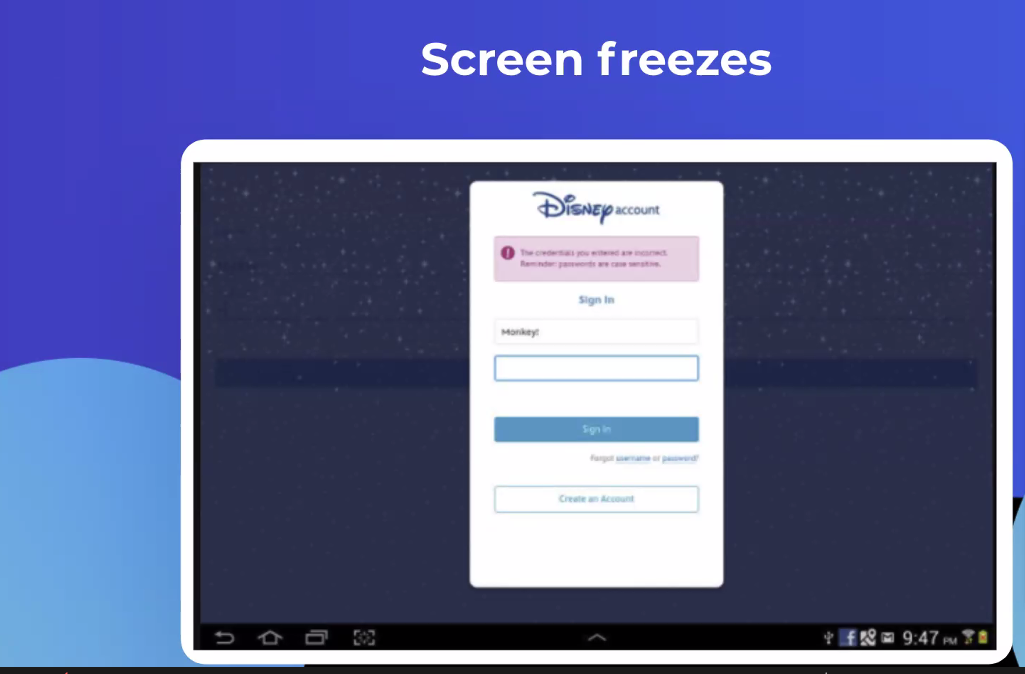 Screen freezes
Disney account
The credentials you entered are incorrect.
Reminder: passwords are case sensitive.
Sign In
Monkey!
Sign In
Forgot username or password?
Create an Account
9:47 PM